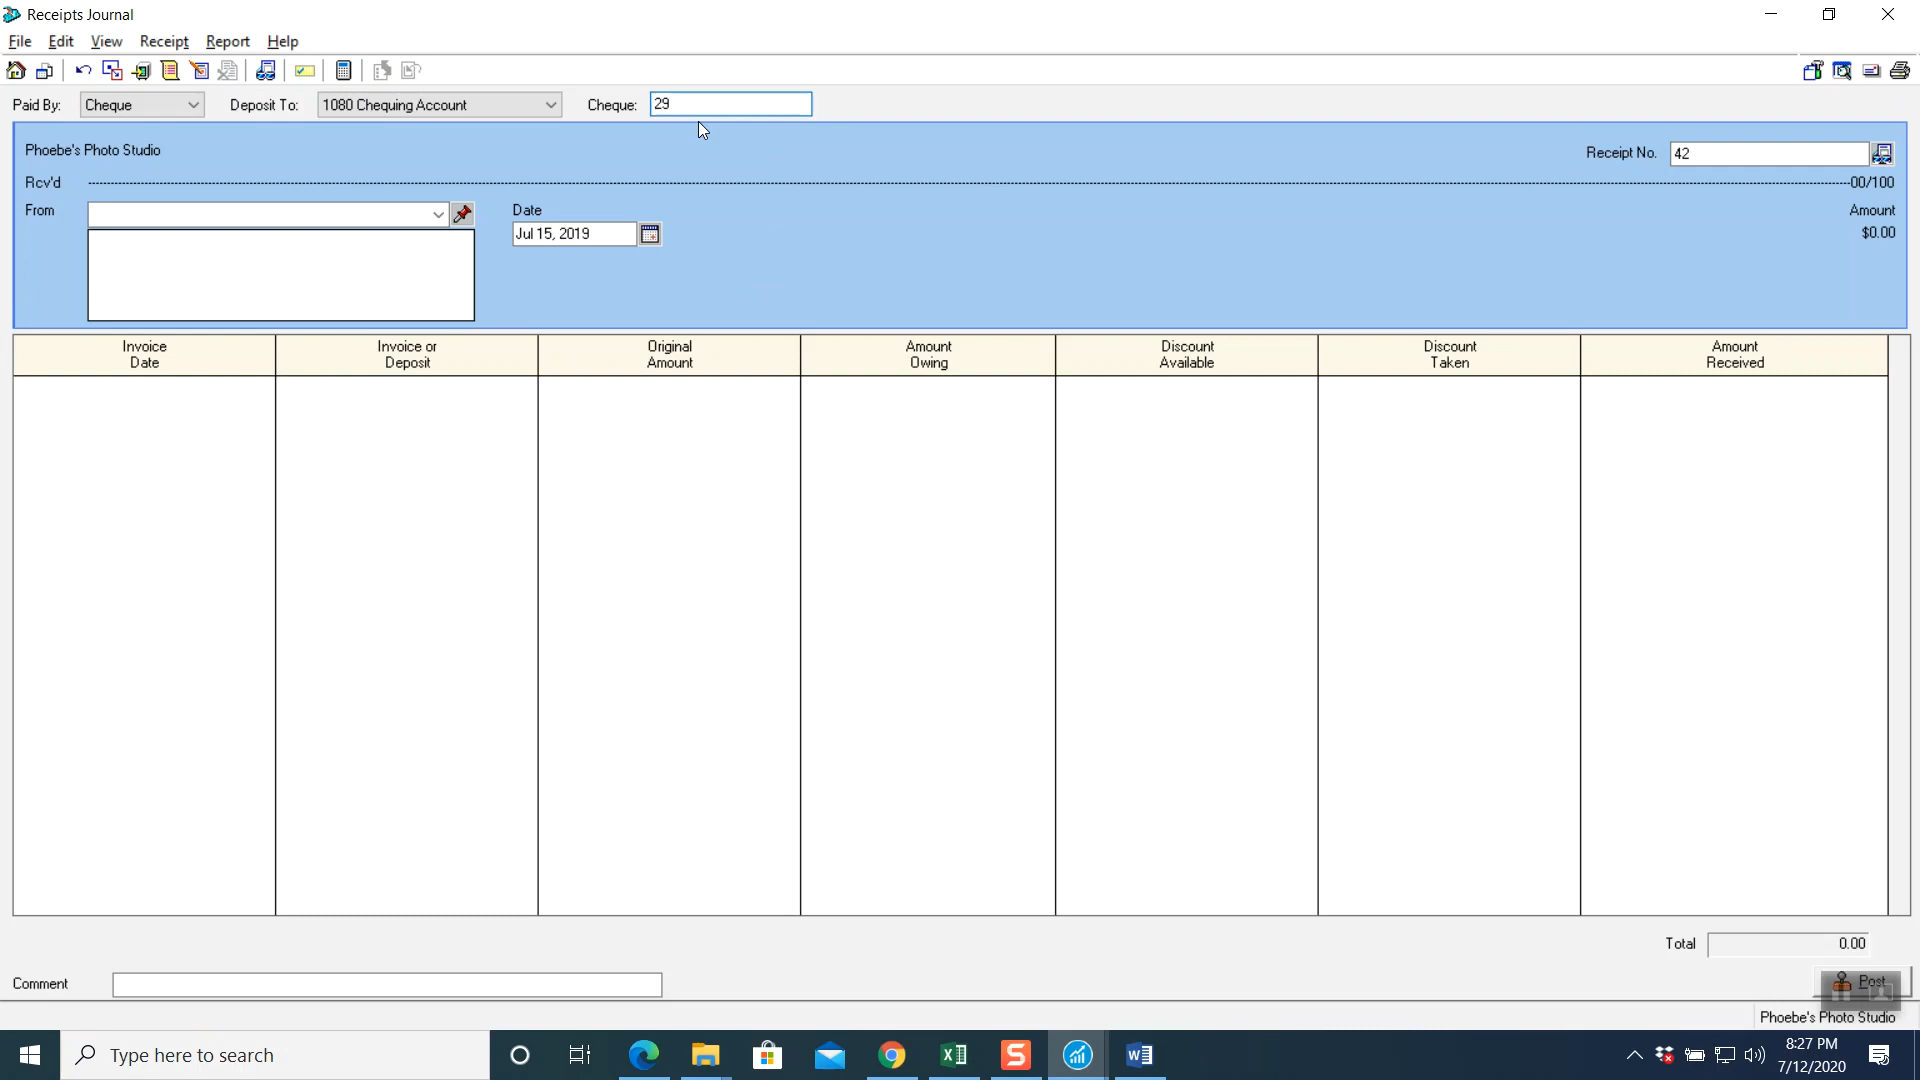 Receipts Journal
File Edit View Receipt Report Help
Paid By: Cheque Deposit To: 1080 Chequing Account Cheque: 29
Phoebe's Photo Studio
Receipt No. 42
Rcv'd 00/100
From Date Amount
Jul 15, 2019 $0.00
Invoice Date
Invoice or Deposit
Original Amount
Amount Owing
Discount Available
Discount Taken
Amount Received
Total 0.00
Comment
Post
Phoebe's Photo Studio
Type here to search
8:27 PM
7/12/2020